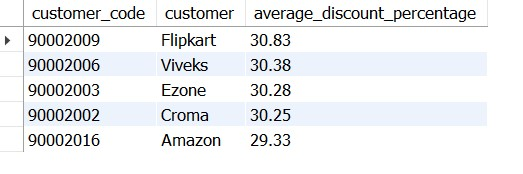 customer_code customer average_discount_percentage
90002009 Flipkart 30.83
90002006 Viveks 30.38
90002003 Ezone 30.28
90002002 Croma 30.25
90002016 Amazon 29.33